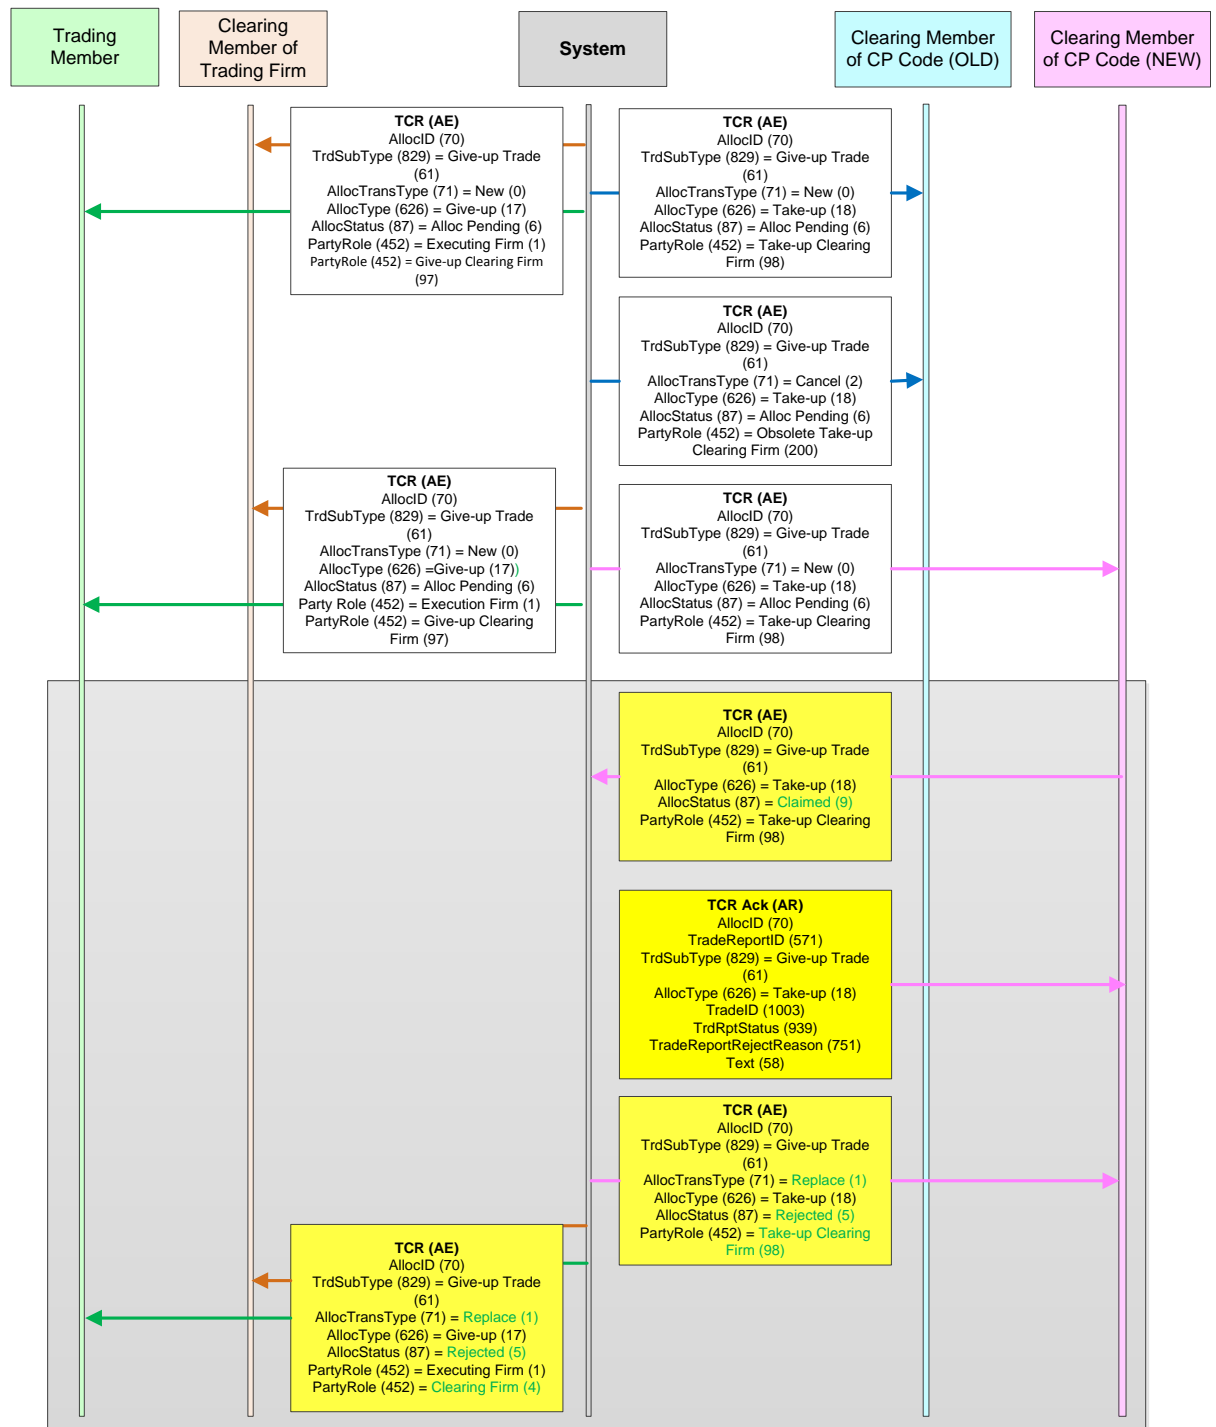 Trading
Member
Clearing
Member of
Trading Firm
System
Clearing Member
of CP Code (OLD)
Clearing Member
of CP Code (NEW)
TCR (AE)
AllocID (70)
TrdSubType (829) = Give-up Trade
(61)
AllocTransType (71) = New (0)
AllocType (626) = Give-up (17)
AllocStatus (87) = Alloc Pending (6)
PartyRole (452) = Executing Firm (1)
PartyRole (452) = Give-up Clearing Firm
(97)
TCR (AE)
AllocID (70)
TrdSubType (829) = Give-up Trade
(61)
AllocTransType (71) = New (0)
AllocType (626) = Take-up (18)
AllocStatus (87) = Alloc Pending (6)
PartyRole (452) = Take-up Clearing
Firm (98)
TCR (AE)
AllocID (70)
TrdSubType (829) = Give-up Trade
(61)
AllocTransType (71) = Cancel (2)
AllocType (626) = Take-up (18)
AllocStatus (87) = Alloc Pending (6)
PartyRole (452) = Obsolete Take-up
Clearing Firm (200)
TCR (AE)
AllocID (70)
TrdSubType (829) = Give-up Trade
(61)
AllocTransType (71) = New (0)
AllocType (626) =Give-up (17))
AllocStatus (87) = Alloc Pending (6)
Party Role (452) = Execution Firm (1)
PartyRole (452) = Give-up Clearing
Firm (97)
TCR (AE)
AllocID (70)
TrdSubType (829) = Give-up Trade
(61)
AllocTransType (71) = New (0)
AllocType (626) = Take-up (18)
AllocStatus (87) = Alloc Pending (6)
PartyRole (452) = Take-up Clearing
Firm (98)
TCR (AE)
AllocID (70)
TrdSubType (829) = Give-up Trade
(61)
AllocType (626) = Take-up (18)
AllocStatus (87) = Claimed (9)
PartyRole (452) = Take-up Clearing
Firm (98)
TCR Ack (AR)
AllocID (70)
TradeReportID (571)
TrdSubType (829) = Give-up Trade
(61)
AllocType (626) = Take-up (18)
TradeID (1003)
TrdRptStatus (939)
TradeReportRejectReason (751)
Text (58)
TCR (AE)
AllocID (70)
TrdSubType (829) = Give-up Trade
(61)
AllocTransType (71) = Replace (1)
AllocType (626) = Take-up (18)
AllocStatus (87) = Rejected (5)
PartyRole (452) = Take-up Clearing
Firm (98)
TCR (AE)
AllocID (70)
TrdSubType (829) = Give-up Trade
(61)
AllocTransType (71) = Replace (1)
AllocType (626) = Give-up (17)
AllocStatus (87) = Rejected (5)
PartyRole (452) = Executing Firm (1)
PartyRole (452) = Clearing Firm (4)